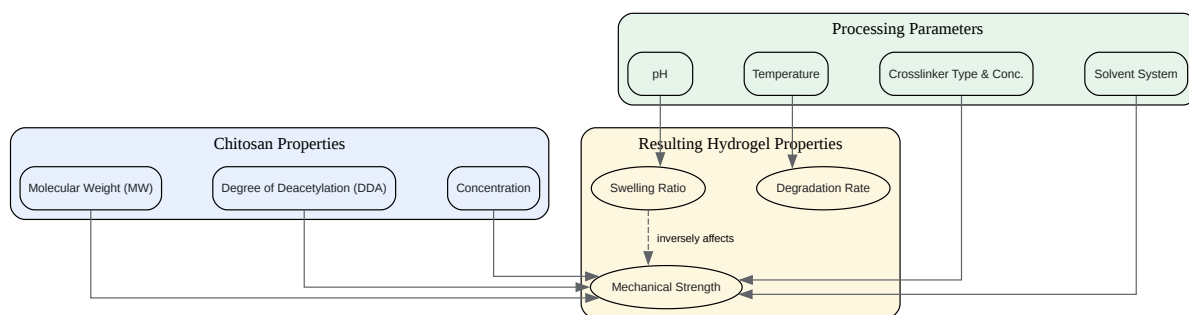 Processing Parameters
pH
Temperature
Crosslinker Type & Conc.
Solvent System
Chitosan Properties
Molecular Weight (MW)
Degree of Deacetylation (DDA)
Concentration
Resulting Hydrogel Properties
Swelling Ratio
Degradation Rate
inversely affects
Mechanical Strength